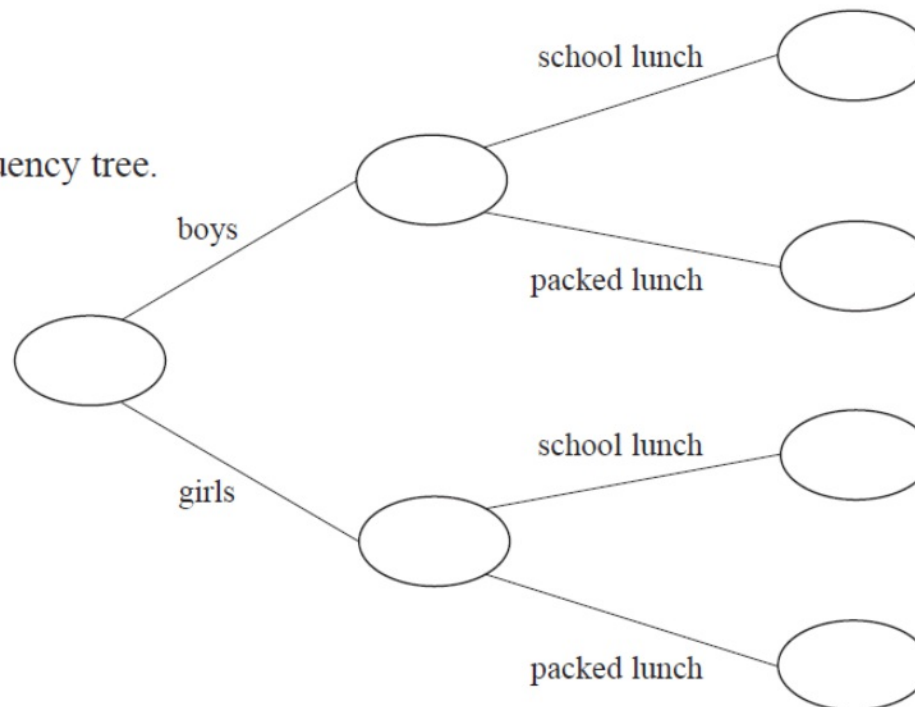 school lunch
uency tree.
boys
packed lunch
school lunch
girls
packed lunch